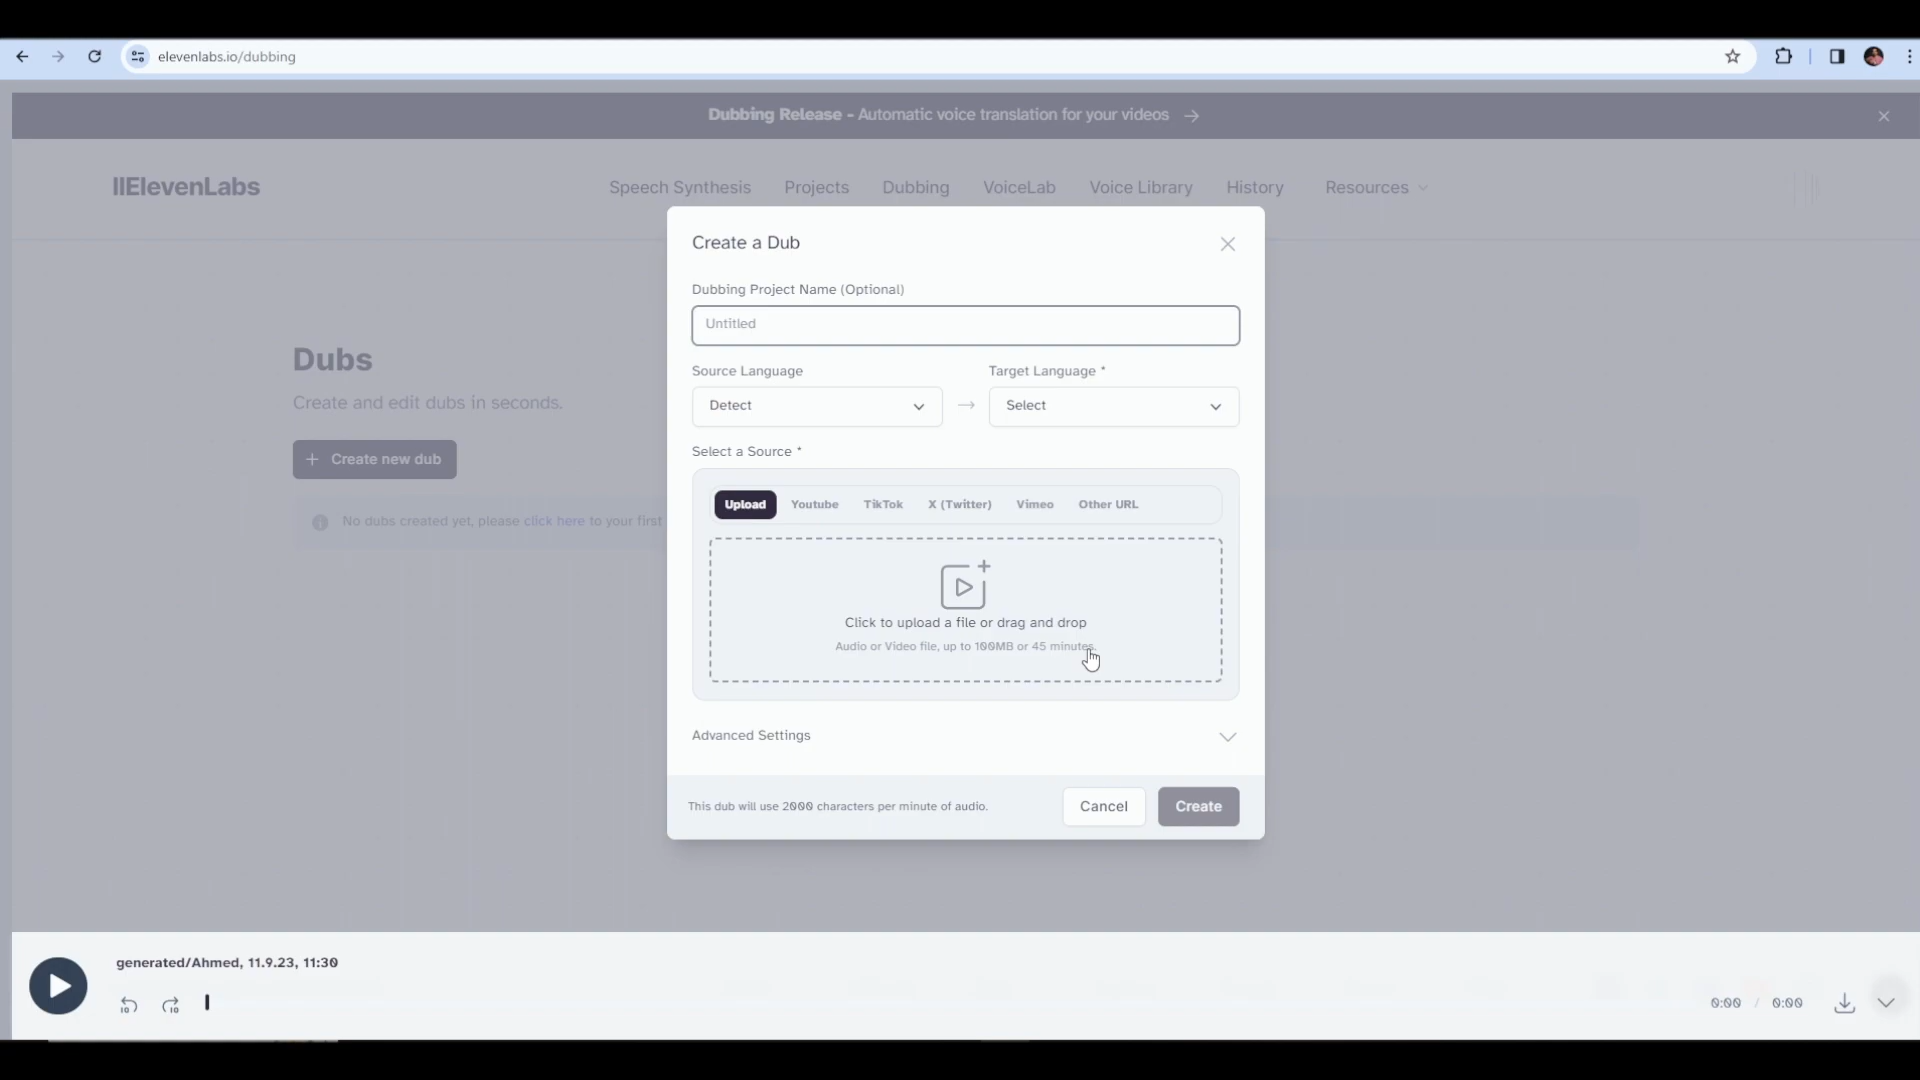 elevenlabs.io/dubbing
Dubbing Release - Automatic voice translation for your videos →
IIElevenLabs
Speech Synthesis Projects Dubbing VoiceLab Voice Library History Resources
Create a Dub
Dubbing Project Name (Optional)
Untitled
Source Language Target Language *
Detect → Select
Select a Source *
Upload Youtube TikTok X (Twitter) Vimeo Other URL
Click to upload a file or drag and drop
Audio or Video file, up to 100MB or 45 minutes.
Advanced Settings
This dub will use 2000 characters per minute of audio. Cancel Create
Dubs
Create and edit dubs in seconds.
+ Create new dub
No dubs created yet, please click here to your first
generated/Ahmed, 11.9.23, 11:30
10 10
0:00 / 0:00